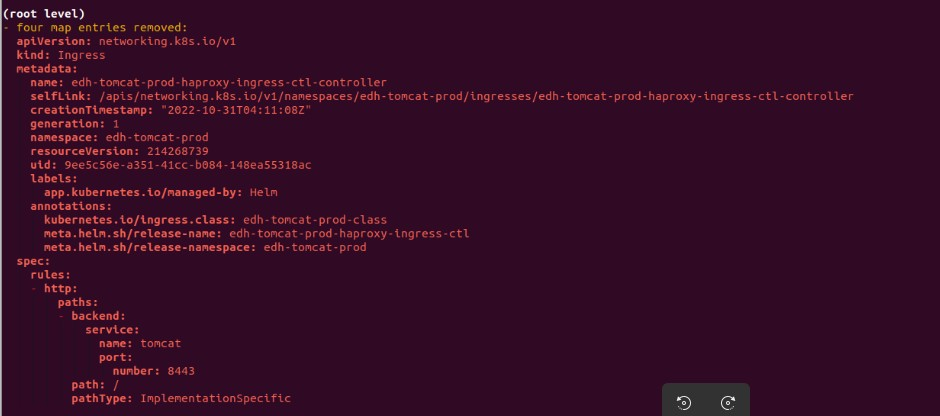 (root level)
- four map entries removed:
  apiVersion: networking.k8s.io/v1
  kind: Ingress
  metadata:
    name: edh-tomcat-prod-haproxy-ingress-ctl-controller
    selfLink: /apis/networking.k8s.io/v1/namespaces/edh-tomcat-prod/ingresses/edh-tomcat-prod-haproxy-ingress-ctl-controller
    creationTimestamp: "2022-10-31T04:11:08Z"
    generation: 1
    namespace: edh-tomcat-prod
    resourceVersion: 214268739
    uid: 9ee5c56e-a351-41cc-b084-148ea55318ac
    labels:
      app.kubernetes.io/managed-by: Helm
    annotations:
      kubernetes.io/ingress.class: edh-tomcat-prod-class
      meta.helm.sh/release-name: edh-tomcat-prod-haproxy-ingress-ctl
      meta.helm.sh/release-namespace: edh-tomcat-prod
  spec:
    rules:
    - http:
        paths:
        - backend:
            service:
              name: tomcat
              port:
                number: 8443
          path: /
          pathType: ImplementationSpecific